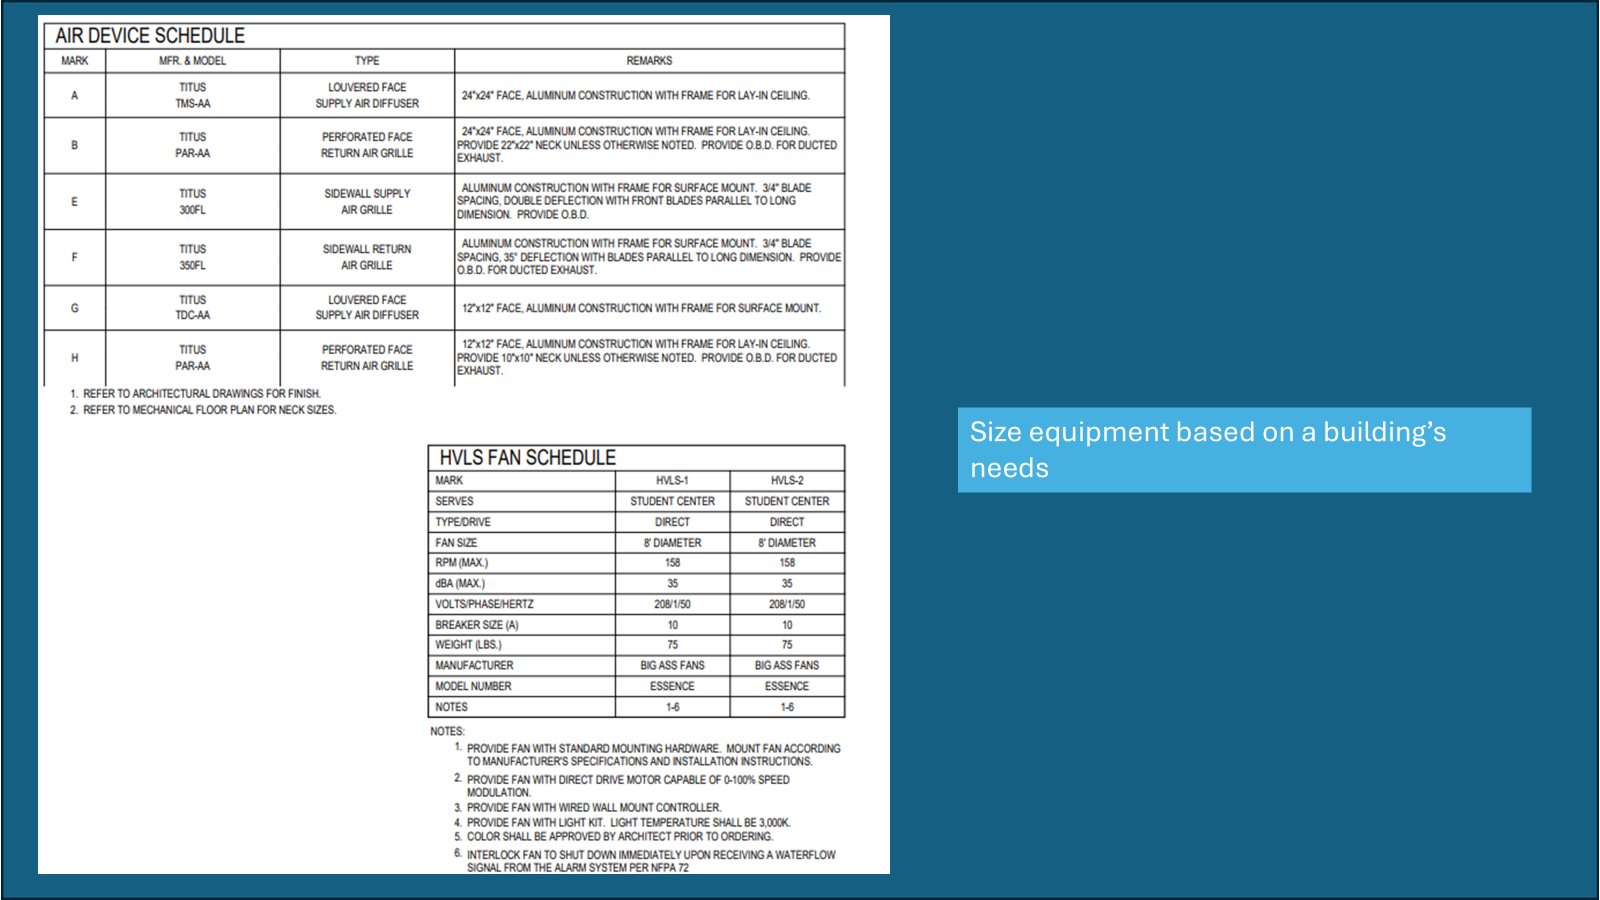 AIR DEVICE SCHEDULE
MARK MFR. & MODEL TYPE REMARKS
A TITUS TMS-AA LOUVERED FACE SUPPLY AIR DIFFUSER 24"x24" FACE, ALUMINUM CONSTRUCTION WITH FRAME FOR LAY-IN CEILING.
B TITUS PAR-AA PERFORATED FACE RETURN AIR GRILLE 24"x24" FACE, ALUMINUM CONSTRUCTION WITH FRAME FOR LAY-IN CEILING.
PROVIDE 22"x22" NECK UNLESS OTHERWISE NOTED. PROVIDE O.B.D. FOR DUCTED
EXHAUST.
E TITUS 300FL SIDEWALL SUPPLY AIR GRILLE ALUMINUM CONSTRUCTION WITH FRAME FOR SURFACE MOUNT. 3/4" BLADE
SPACING, DOUBLE DEFLECTION WITH FRONT BLADES PARALLEL TO LONG
DIMENSION. PROVIDE O.B.D.
F TITUS 350FL SIDEWALL RETURN AIR GRILLE ALUMINUM CONSTRUCTION WITH FRAME FOR SURFACE MOUNT. 3/4" BLADE
SPACING, 35° DEFLECTION WITH BLADES PARALLEL TO LONG DIMENSION. PROVIDE
O.B.D. FOR DUCTED EXHAUST.
G TITUS TDC-AA LOUVERED FACE SUPPLY AIR DIFFUSER 12"x12" FACE, ALUMINUM CONSTRUCTION WITH FRAME FOR SURFACE MOUNT.
H TITUS PAR-AA PERFORATED FACE RETURN AIR GRILLE 12"x12" FACE, ALUMINUM CONSTRUCTION WITH FRAME FOR LAY-IN CEILING.
PROVIDE 10"x10" NECK UNLESS OTHERWISE NOTED. PROVIDE O.B.D. FOR DUCTED
EXHAUST.
1. REFER TO ARCHITECTURAL DRAWINGS FOR FINISH.
2. REFER TO MECHANICAL FLOOR PLAN FOR NECK SIZES.
HVLS FAN SCHEDULE
MARK HVLS-1 HVLS-2
SERVES STUDENT CENTER STUDENT CENTER
TYPE/DRIVE DIRECT DIRECT
FAN SIZE 8' DIAMETER 8' DIAMETER
RPM (MAX.) 158 158
dBA (MAX.) 35 35
VOLTS/PHASE/HERTZ 208/1/50 208/1/50
BREAKER SIZE (A) 10 10
WEIGHT (LBS.) 75 75
MANUFACTURER BIG ASS FANS BIG ASS FANS
MODEL NUMBER ESSENCE ESSENCE
NOTES 1-6 1-6
NOTES:
1. PROVIDE FAN WITH STANDARD MOUNTING HARDWARE. MOUNT FAN ACCORDING
TO MANUFACTURER'S SPECIFICATIONS AND INSTALLATION INSTRUCTIONS.
2. PROVIDE FAN WITH DIRECT DRIVE MOTOR CAPABLE OF 0-100% SPEED
MODULATION.
3. PROVIDE FAN WITH WIRED WALL MOUNT CONTROLLER.
4. PROVIDE FAN WITH LIGHT KIT. LIGHT TEMPERATURE SHALL BE 3,000K.
5. COLOR SHALL BE APPROVED BY ARCHITECT PRIOR TO ORDERING.
6. INTERLOCK FAN TO SHUT DOWN IMMEDIATELY UPON RECEIVING A WATERFLOW
SIGNAL FROM THE ALARM SYSTEM PER NFPA 72
Size equipment based on a building’s
needs